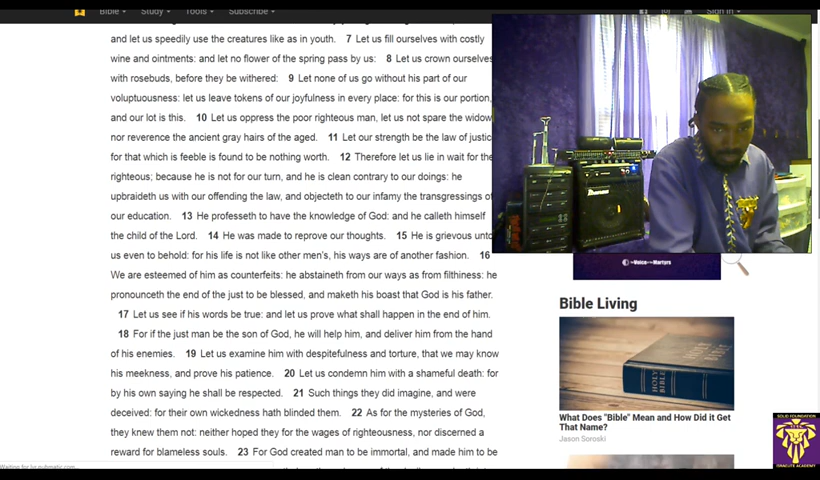 Bible
Study
Tools
Subscribe
Sign In
and let us speedily use the creatures like as in youth. 7 Let us fill ourselves with costly
wine and ointments: and let no flower of the spring pass by us: 8 Let us crown ourselves
with rosebuds, before they be withered: 9 Let none of us go without his part of our
voluptuousness: let us leave tokens of our joyfulness in every place: for this is our portion,
and our lot is this. 10 Let us oppress the poor righteous man, let us not spare the widow,
nor reverence the ancient gray hairs of the aged. 11 Let our strength be the law of justic
for that which is feeble is found to be nothing worth. 12 Therefore let us lie in wait for the
righteous; because he is not for our turn, and he is clean contrary to our doings: he
upbraideth us with our offending the law, and objecteth to our infamy the transgressings of
our education. 13 He professeth to have the knowledge of God: and he calleth himself
the child of the Lord. 14 He was made to reprove our thoughts. 15 He is grievous unto
us even to behold: for his life is not like other men's, his ways are of another fashion. 16
We are esteemed of him as counterfeits: he abstaineth from our ways as from filthiness: he
pronounceth the end of the just to be blessed, and maketh his boast that God is his father.
17 Let us see if his words be true: and let us prove what shall happen in the end of him.
18 For if the just man be the son of God, he will help him, and deliver him from the hand
of his enemies. 19 Let us examine him with despitefulness and torture, that we may know
his meekness, and prove his patience. 20 Let us condemn him with a shameful death: for
by his own saying he shall be respected. 21 Such things they did imagine, and were
deceived: for their own wickedness hath blinded them. 22 As for the mysteries of God,
they knew them not: neither hoped they for the wages of righteousness, nor discerned a
reward for blameless souls. 23 For God created man to be immortal, and made him to be
Ibanez
the Voice of the Martyrs
Bible Living
HOLY BIBLE
What Does "Bible" Mean and How Did it Get
That Name?
Jason Soroski
SOLID FOUNDATION
ISRAELITE ACADEMY